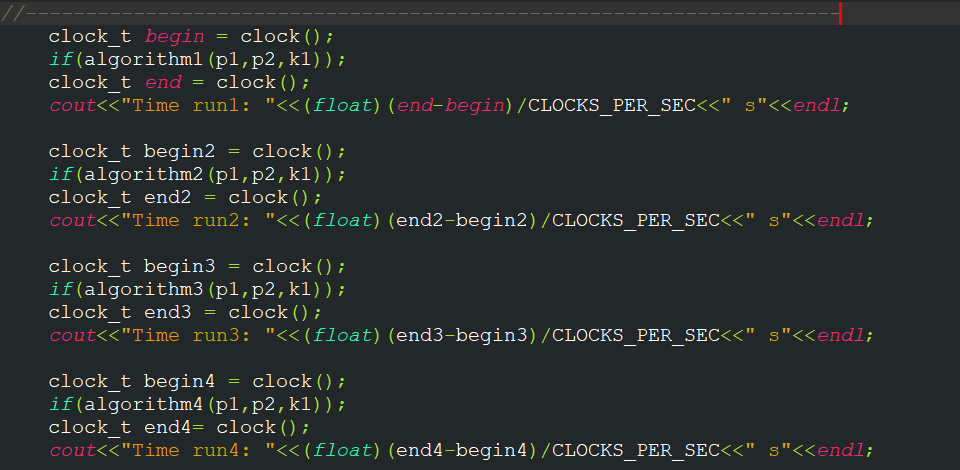 //--------------------------------------------------------------------
clock_t begin = clock();
if(algorithm1(p1,p2,k1));
clock_t end = clock();
cout<<"Time run1: "<<(float)(end-begin)/CLOCKS_PER_SEC<<" s"<<endl;
clock_t begin2 = clock();
if(algorithm2(p1,p2,k1));
clock_t end2 = clock();
cout<<"Time run2: "<<(float)(end2-begin2)/CLOCKS_PER_SEC<<" s"<<endl;
clock_t begin3 = clock();
if(algorithm3(p1,p2,k1));
clock_t end3 = clock();
cout<<"Time run3: "<<(float)(end3-begin3)/CLOCKS_PER_SEC<<" s"<<endl;
clock_t begin4 = clock();
if(algorithm4(p1,p2,k1));
clock_t end4= clock();
cout<<"Time run4: "<<(float)(end4-begin4)/CLOCKS_PER_SEC<<" s"<<endl;